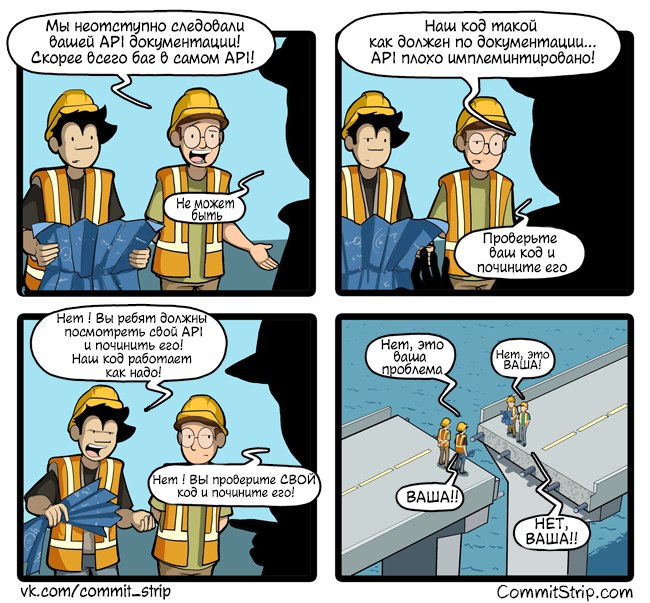 Мы неотступно следовали
вашей API документации!
Скорее всего баг в самом API!
Не может
быть
Наш код такой
как должен по документации...
API плохо имплеминтировано!
Проверьте
ваш код и
почините его
Нет ! Вы ребят должны
посмотреть свой API
и починить его!
Наш код работает
как надо!
Нет ! ВЫ проверите СВОЙ
код и почините его!
Нет, это
ваша
проблема
Нет, это
ВАША!
ВАША!!
НЕТ,
ВАША!!
vk.com/commit_strip
CommitStrip.com